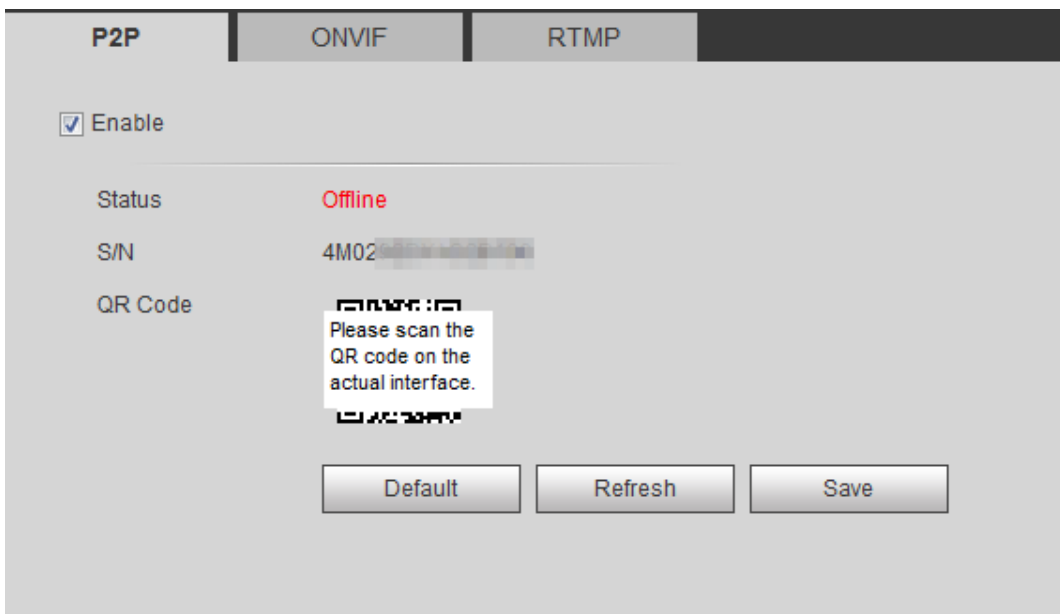 P2P ONVIF RTMP
Enable
Status Offline
S/N 4M02
QR Code
Please scan the
QR code on the
actual interface.
Default Refresh Save